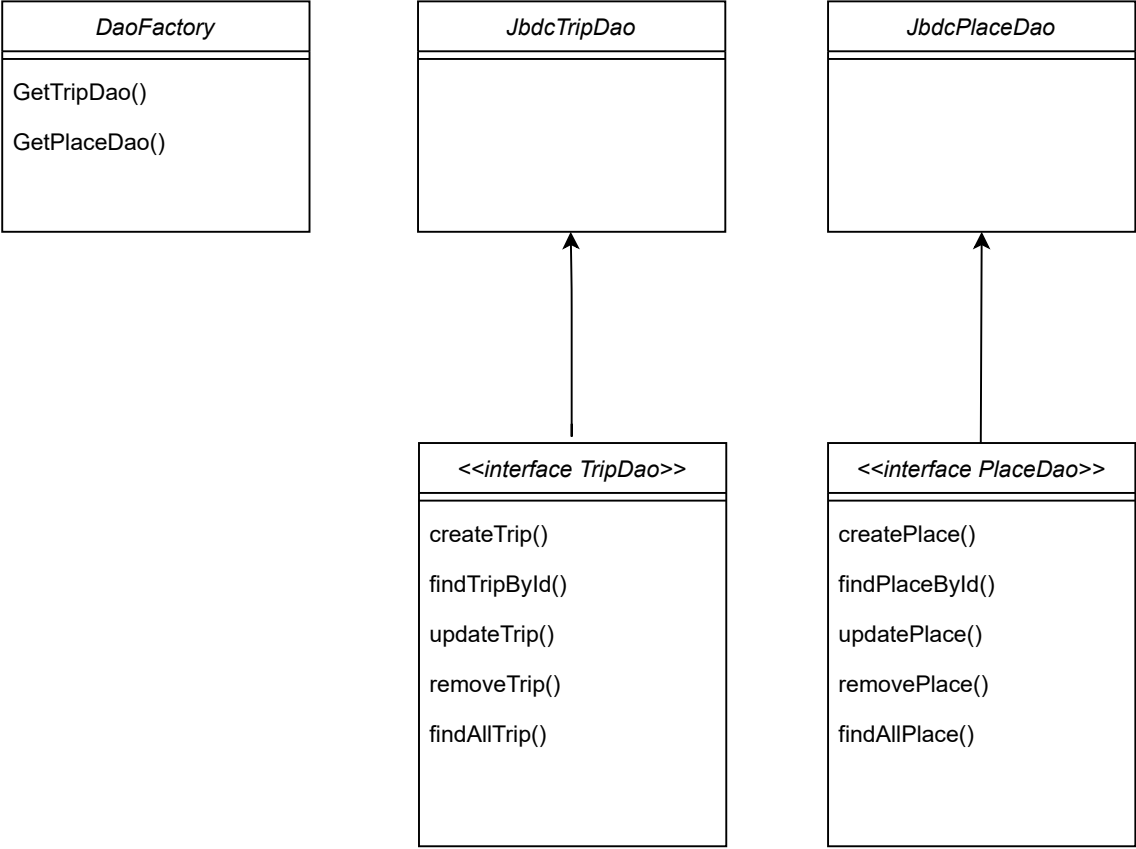 DaoFactory
GetTripDao()
GetPlaceDao()
JbdcTripDao
JbdcPlaceDao
<<interface TripDao>>
createTrip()
findTripById()
updateTrip()
removeTrip()
findAllTrip()
<<interface PlaceDao>>
createPlace()
findPlaceById()
updatePlace()
removePlace()
findAllPlace()